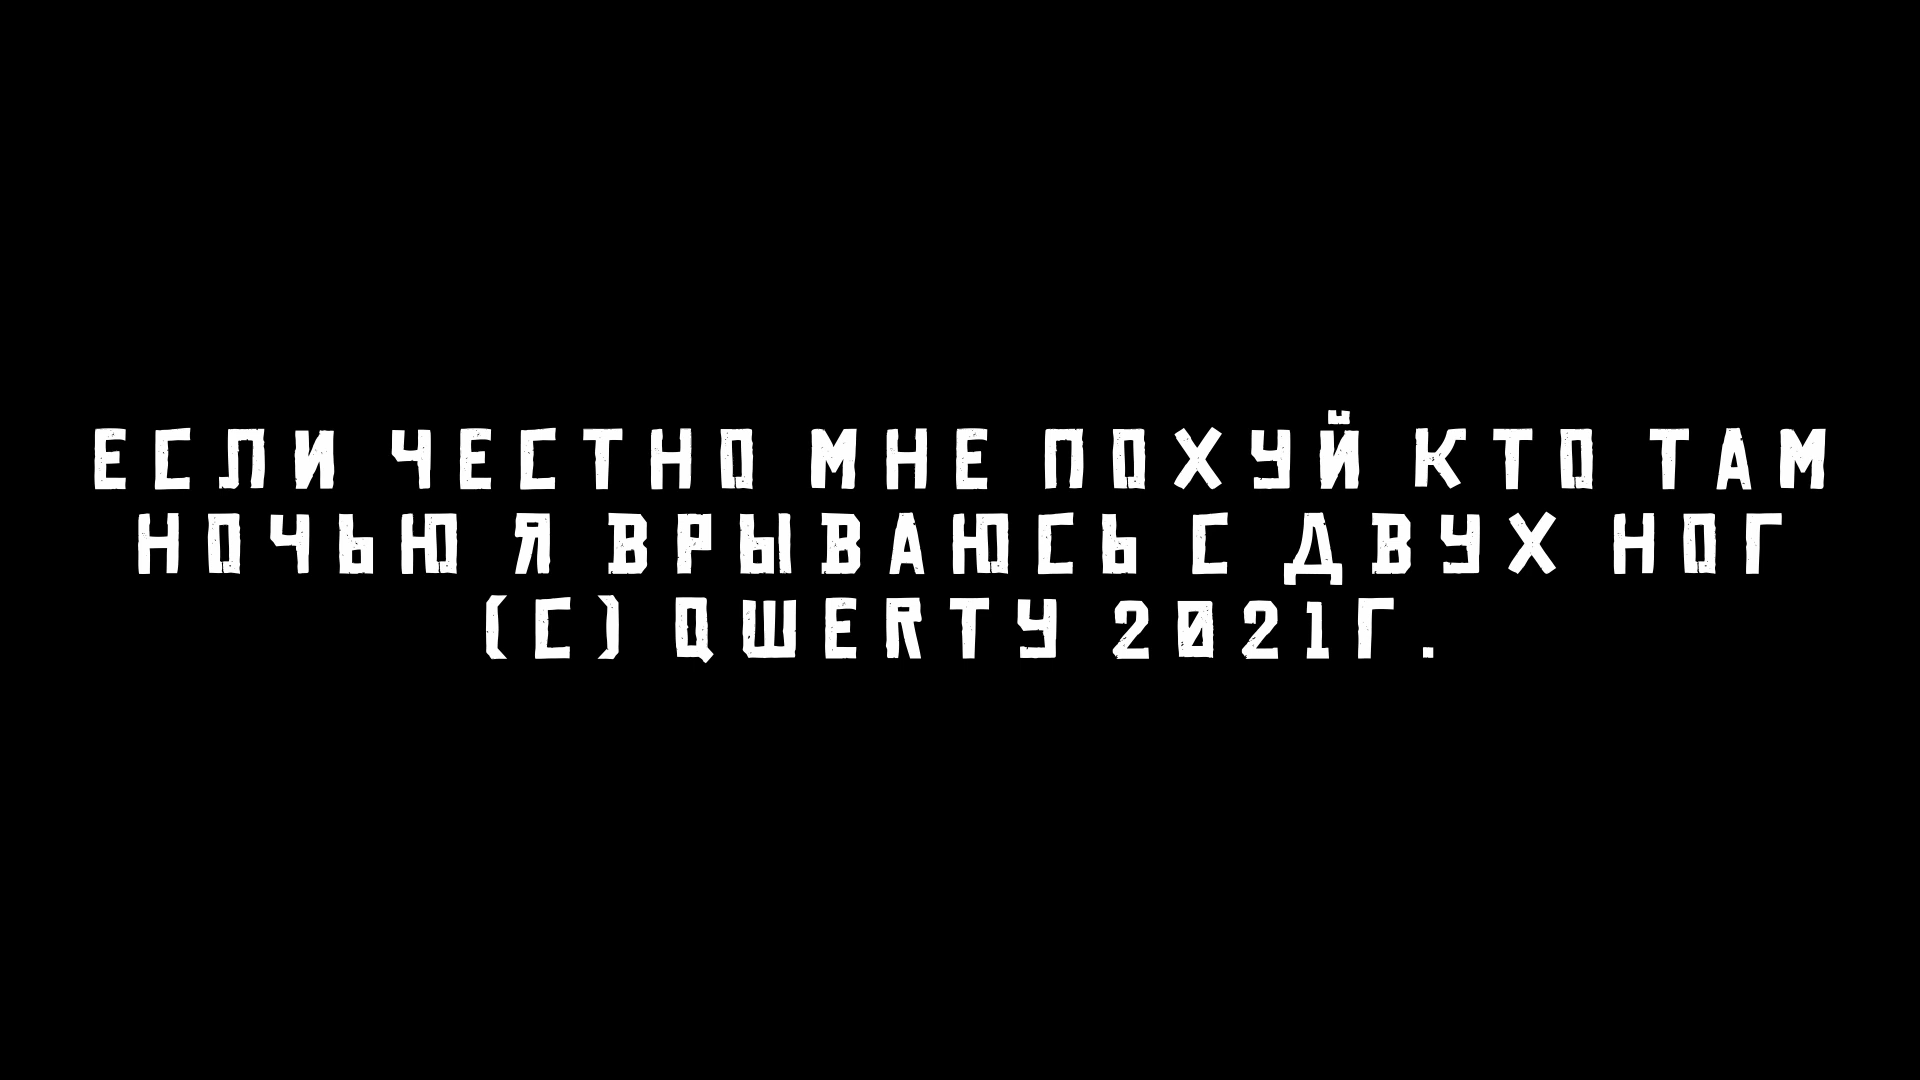 ЕСЛИ ЧЕСТНО МНЕ ПОХУЙ КТО ТАМ
НОЧЬЮ Я ВРЫВАЮСЬ С ДВУХ НОГ
(С) QWERTY 2021Г.